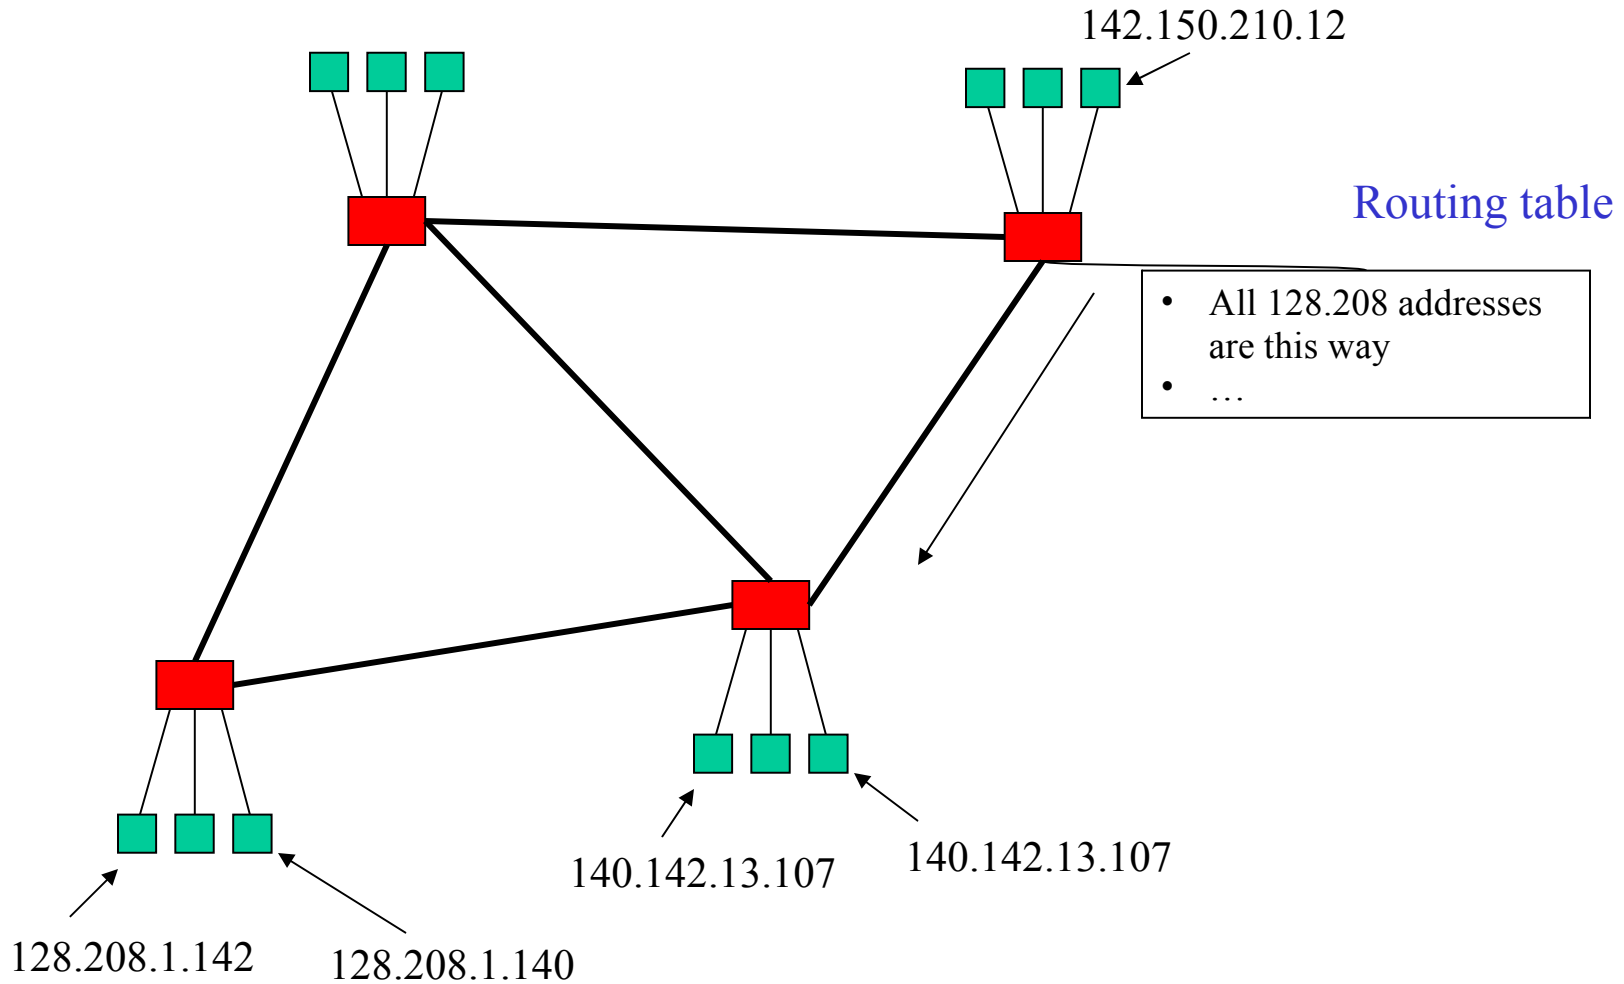 142.150.210.12
Routing table
• All 128.208 addresses
are this way
• …
140.142.13.107
140.142.13.107
128.208.1.142
128.208.1.140